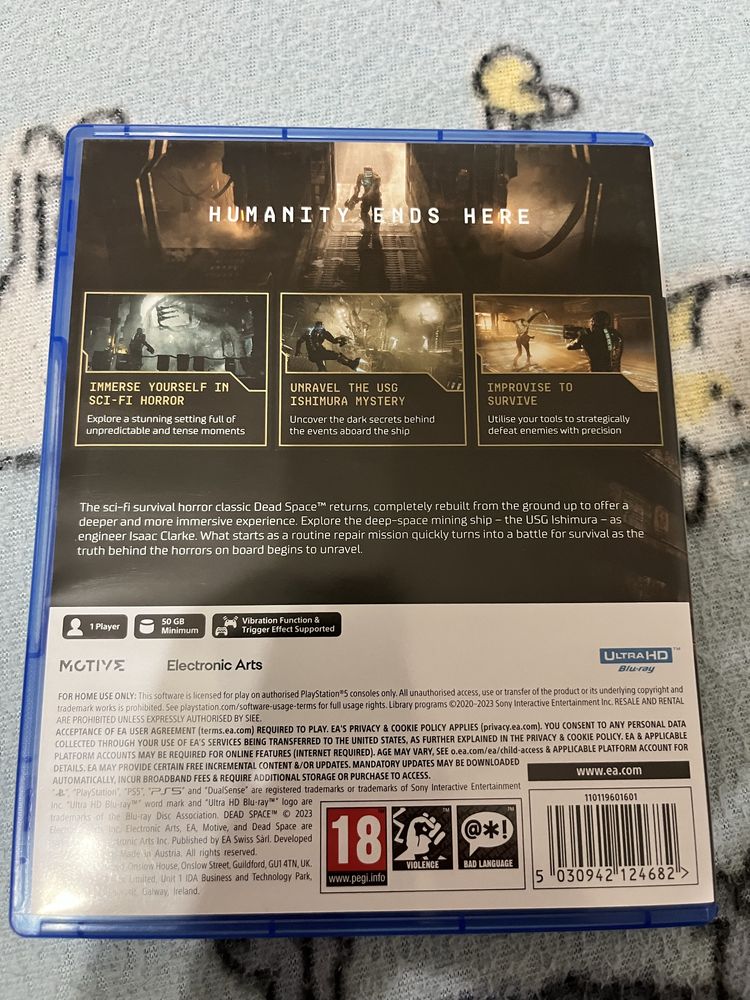 HUMANITY ENDS HERE
IMMERSE YOURSELF IN
SCI-FI HORROR
Explore a stunning setting full of
unpredictable and tense moments
UNRAVEL THE USG
ISHIMURA MYSTERY
Uncover the dark secrets behind
the events aboard the ship
IMPROVISE TO
SURVIVE
Utilise your tools to strategically
defeat enemies with precision
The sci-fi survival horror classic Dead Space™ returns, completely rebuilt from the ground up to offer a
deeper and more immersive experience. Explore the deep-space mining ship – the USG Ishimura – as
engineer Isaac Clarke. What starts as a routine repair mission quickly turns into a battle for survival as the
truth behind the horrors on board begins to unravel.
1 Player
50 GB
Minimum
Vibration Function &
Trigger Effect Supported
MOTIVE
Electronic Arts
ULTRA HD™
Blu-ray
FOR HOME USE ONLY: This software is licensed for play on authorised PlayStation®5 consoles only. All unauthorised access, use or transfer of the product or its underlying copyright and
trademark works is prohibited. See playstation.com/software-usage-terms for full usage rights. Library programs ©2020–2023 Sony Interactive Entertainment Inc. RESALE AND RENTAL
ARE PROHIBITED UNLESS EXPRESSLY AUTHORISED BY SIEE.
ACCEPTANCE OF EA USER AGREEMENT (terms.ea.com) REQUIRED TO PLAY. EA'S PRIVACY & COOKIE POLICY APPLIES (privacy.ea.com). YOU CONSENT TO ANY PERSONAL DATA
COLLECTED THROUGH YOUR USE OF EA'S SERVICES BEING TRANSFERRED TO THE UNITED STATES, AS FURTHER EXPLAINED IN THE PRIVACY & COOKIE POLICY. EA & APPLICABLE
PLATFORM ACCOUNTS MAY BE REQUIRED FOR ONLINE FEATURES (INTERNET REQUIRED). AGE MAY VARY, SEE o.ea.com/ea/child-access & APPLICABLE PLATFORM ACCOUNT FOR
DETAILS. EA MAY PROVIDE CERTAIN FREE INCREMENTAL CONTENT &/OR UPDATES. MANDATORY UPDATES MAY BE DOWNLOADED
AUTOMATICALLY, INCUR BROADBAND FEES & REQUIRE ADDITIONAL STORAGE OR PURCHASE TO ACCESS.
www.ea.com
"PlayStation", "PS5", "PS5" and "DualSense" are registered trademarks or trademarks of Sony Interactive Entertainment
Inc. "Ultra HD Blu-ray™" word mark and "Ultra HD Blu-ray™" logo are
trademarks of the Blu-ray Disc Association. DEAD SPACE™ © 2023
Inc. Electronic Arts, EA, Motive, and Dead Space are
Arts Inc. Published by EA Swiss Sàrl. Developed
Made in Austria. All rights reserved.
Onslow House, Onslow Street, Guildford, GU1 4TN, UK.
Limited, Unit 1 IDA Business and Technology Park,
Galway, Ireland.
18
www.pegi.info
VIOLENCE
@*!
BAD LANGUAGE
110119601601
5 030942 124682 >